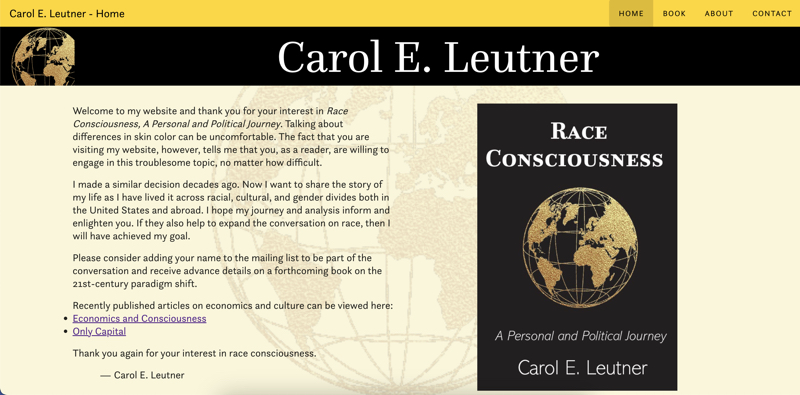 Carol E. Leutner - Home
HOME
BOOK
ABOUT
CONTACT
Carol E. Leutner
Welcome to my website and thank you for your interest in Race
Consciousness, A Personal and Political Journey. Talking about
differences in skin color can be uncomfortable. The fact that you are
visiting my website, however, tells me that you, as a reader, are willing to
engage in this troublesome topic, no matter how difficult.
I made a similar decision decades ago. Now I want to share the story of
my life as I have lived it across racial, cultural, and gender divides both in
the United States and abroad. I hope my journey and analysis inform and
enlighten you. If they also help to expand the conversation on race, then I
will have achieved my goal.
Please consider adding your name to the mailing list to be part of the
conversation and receive advance details on a forthcoming book on the
21st-century paradigm shift.
Recently published articles on economics and culture can be viewed here:
• Economics and Consciousness
• Only Capital
Thank you again for your interest in race consciousness.
— Carol E. Leutner
RACE
CONSCIOUSNESS
A Personal and Political Journey
Carol E. Leutner